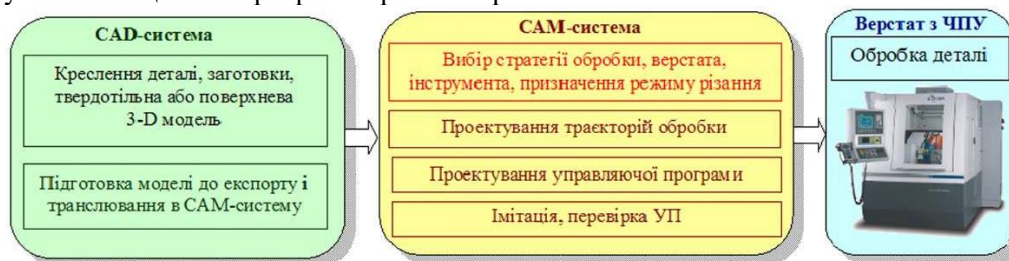 CAD-система
Креслення деталі, заготовки,
твердотільна або поверхнева
3-D модель
Підготовка моделі до експорту і
транслювання в CAM-систему
CAM-система
Вибір стратегії обробки, верстата,
інструмента, призначення режиму різання
Проектування траєкторій обробки
Проектування управляючої програми
Імітація, перевірка УП
Верстат з ЧПУ
Обробка деталі